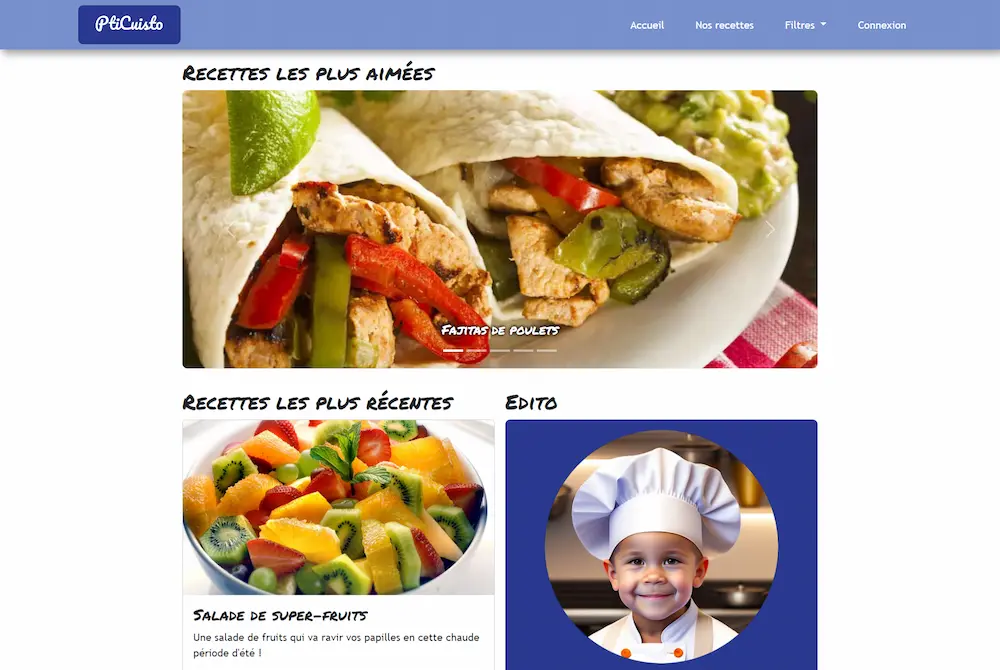 PtiCuisto
Accueil
Nos recettes
Filtres
Connexion
Recettes les plus aimées
Fajitas de poulets
Recettes les plus récentes
Edito
Salade de super-fruits
Une salade de fruits qui va ravir vos papilles en cette chaude
période d'été !